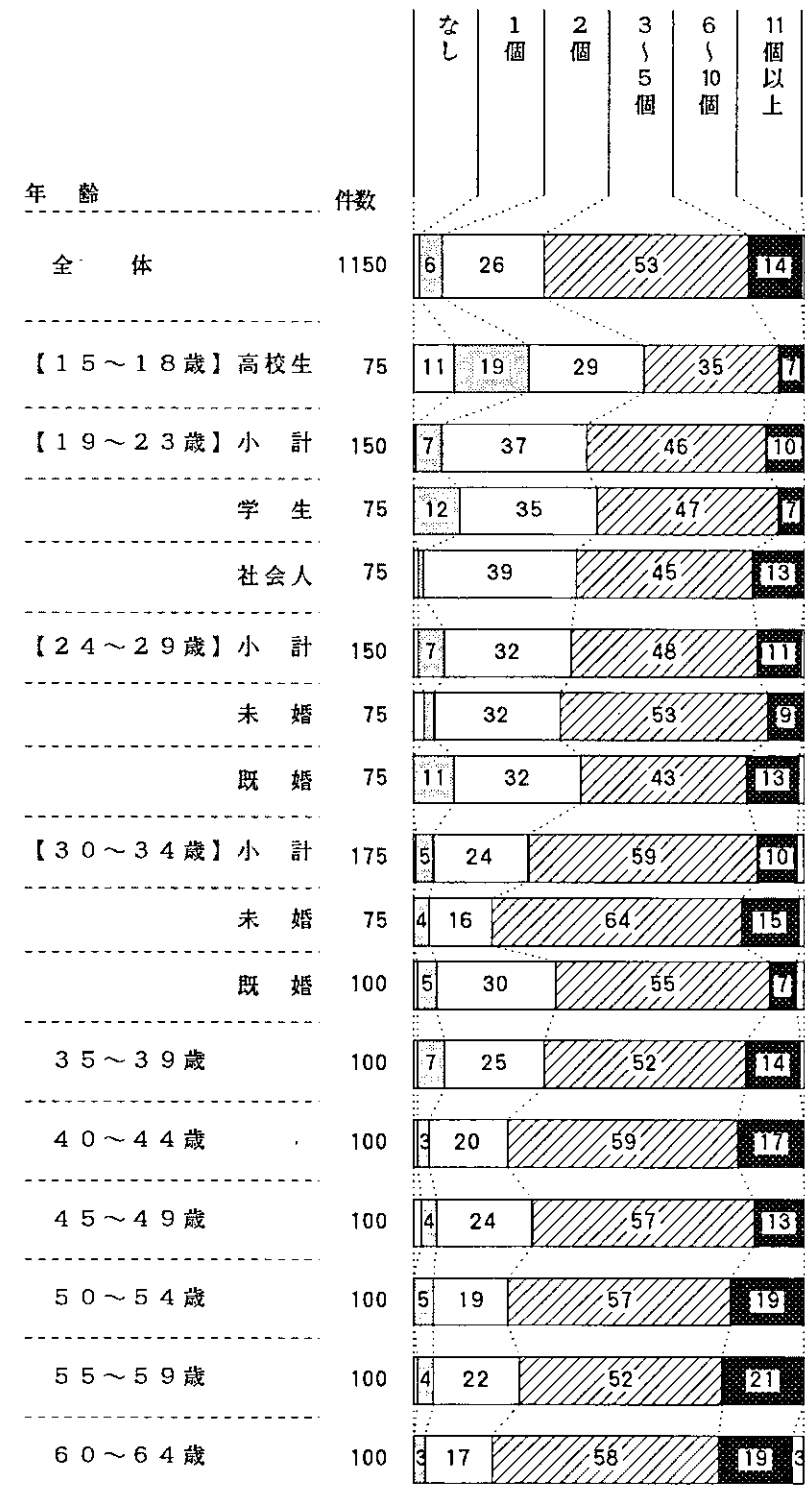 なし 1個 2個 3〜5個 6〜10個 11個以上
年齢 件数
全体 1150 6 26 53 14
【15〜18歳】高校生 75 11 19 29 35 7
【19〜23歳】小計 150 7 37 46 10
学生 75 12 35 47 7
社会人 75 39 45 13
【24〜29歳】小計 150 7 32 48 11
未婚 75 32 53 9
既婚 75 11 32 43 13
【30〜34歳】小計 175 5 24 59 10
未婚 75 4 16 64 15
既婚 100 5 30 55 7
35〜39歳 100 7 25 52 14
40〜44歳 100 3 20 59 17
45〜49歳 100 4 24 57 13
50〜54歳 100 5 19 57 19
55〜59歳 100 4 22 52 21
60〜64歳 100 3 17 58 19 3